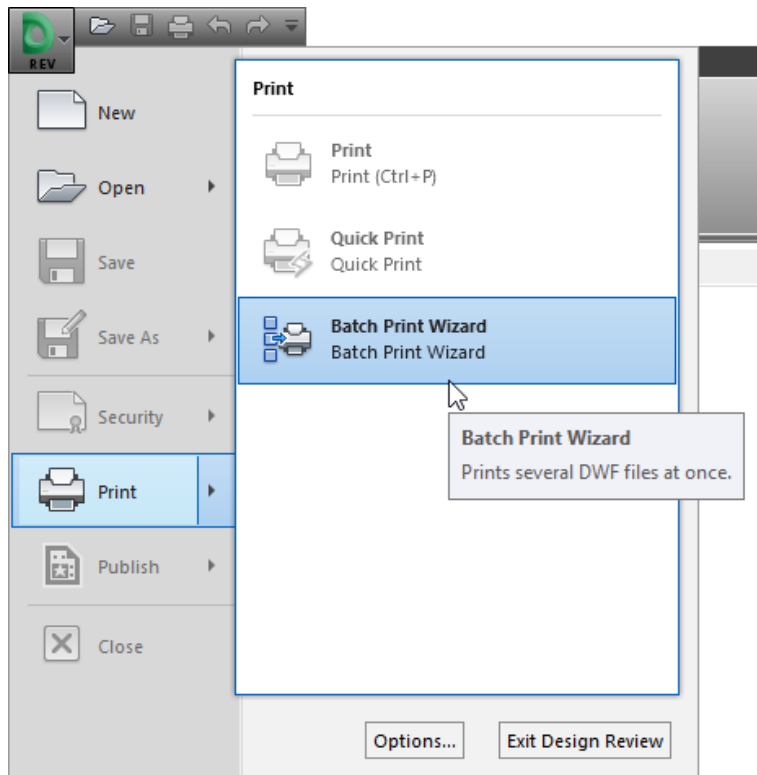 REV
New
Open
Save
Save As
Security
Print
Publish
Close
Print
Print
Print (Ctrl+P)
Quick Print
Quick Print
Batch Print Wizard
Batch Print Wizard
Batch Print Wizard
Prints several DWF files at once.
Options...
Exit Design Review